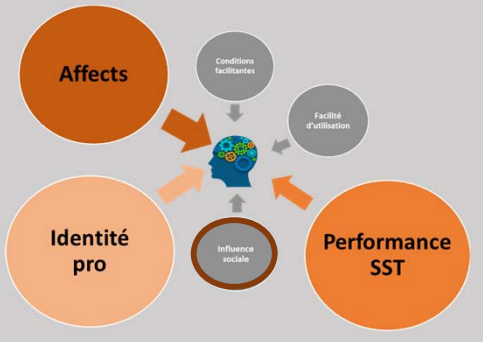 Affects
Conditions
facilitantes
Facilité
d'utilisation
Identité
pro
Influence
sociale
Performance
SST